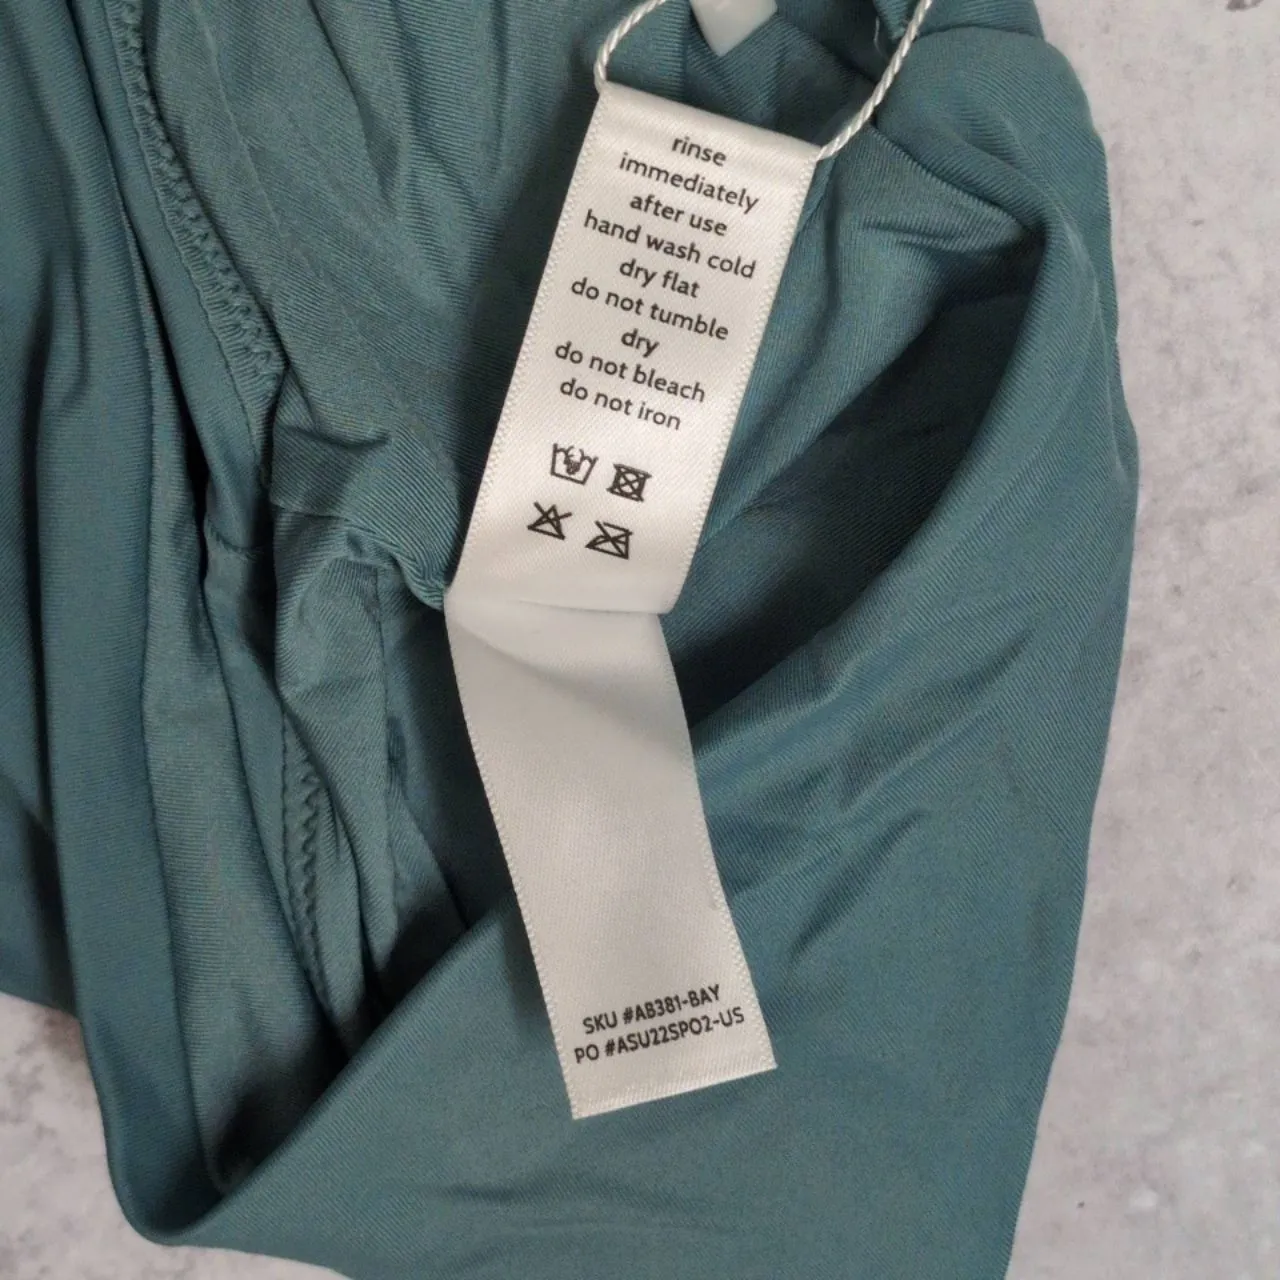 rinse
immediately
after use
hand wash cold
dry flat
do not tumble
dry
do not bleach
do not iron
SKU #AB381-BAY
PO #ASU22SP02-US